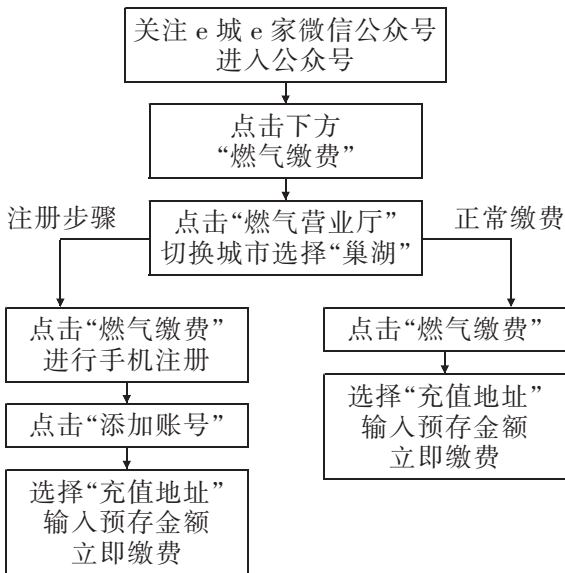 关注 e 城 e 家微信公众号
进入公众号
点击下方
“燃气缴费”
注册步骤
点击“燃气营业厅”
切换城市选择“巢湖”
正常缴费
点击“燃气缴费”
进行手机注册
点击“添加账号”
选择“充值地址”
输入预存金额
立即缴费
点击“燃气缴费”
选择“充值地址”
输入预存金额
立即缴费